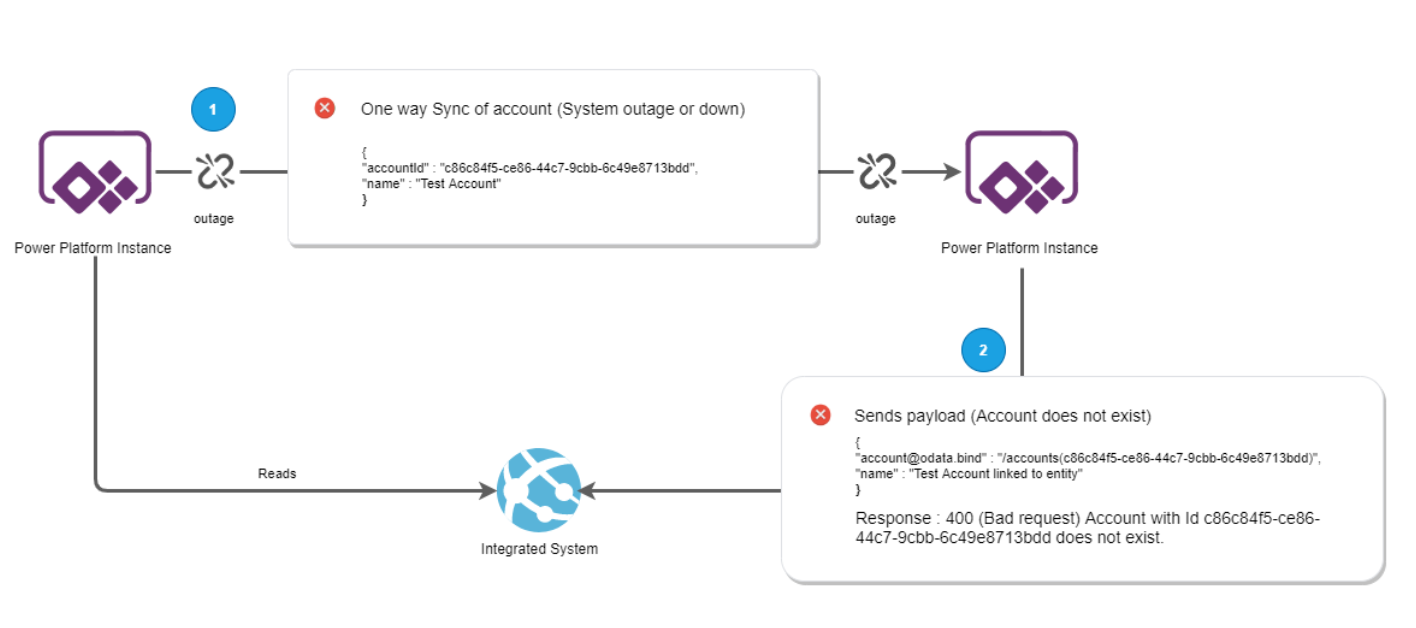 1
One way Sync of account (System outage or down)
{
"accountId" : "c86c84f5-ce86-44c7-9cbb-6c49e8713bdd",
"name" : "Test Account"
}
outage
outage
Power Platform Instance
Power Platform Instance
2
Sends payload (Account does not exist)
{
"account@odata.bind" : "/accounts(c86c84f5-ce86-44c7-9cbb-6c49e8713bdd)",
"name" : "Test Account linked to entity"
}
Response : 400 (Bad request) Account with Id c86c84f5-ce86-
44c7-9cbb-6c49e8713bdd does not exist.
Reads
Integrated System